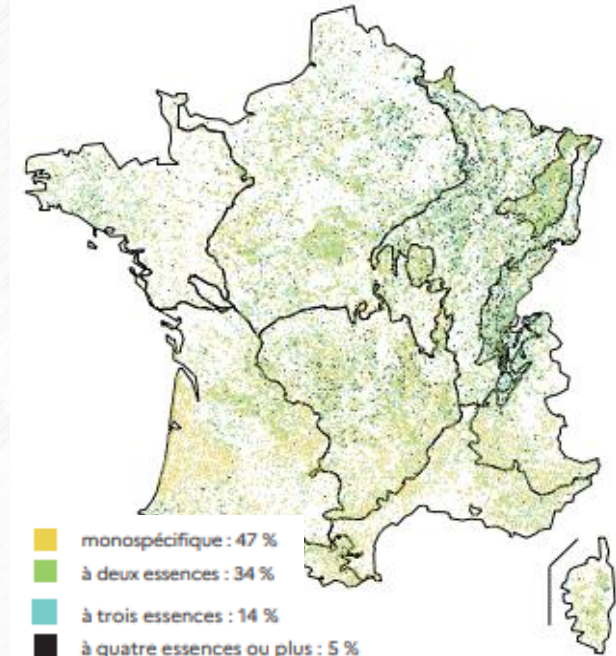 monospécifique : 47 %
à deux essences : 34 %
à trois essences : 14 %
à quatre essences ou plus : 5 %